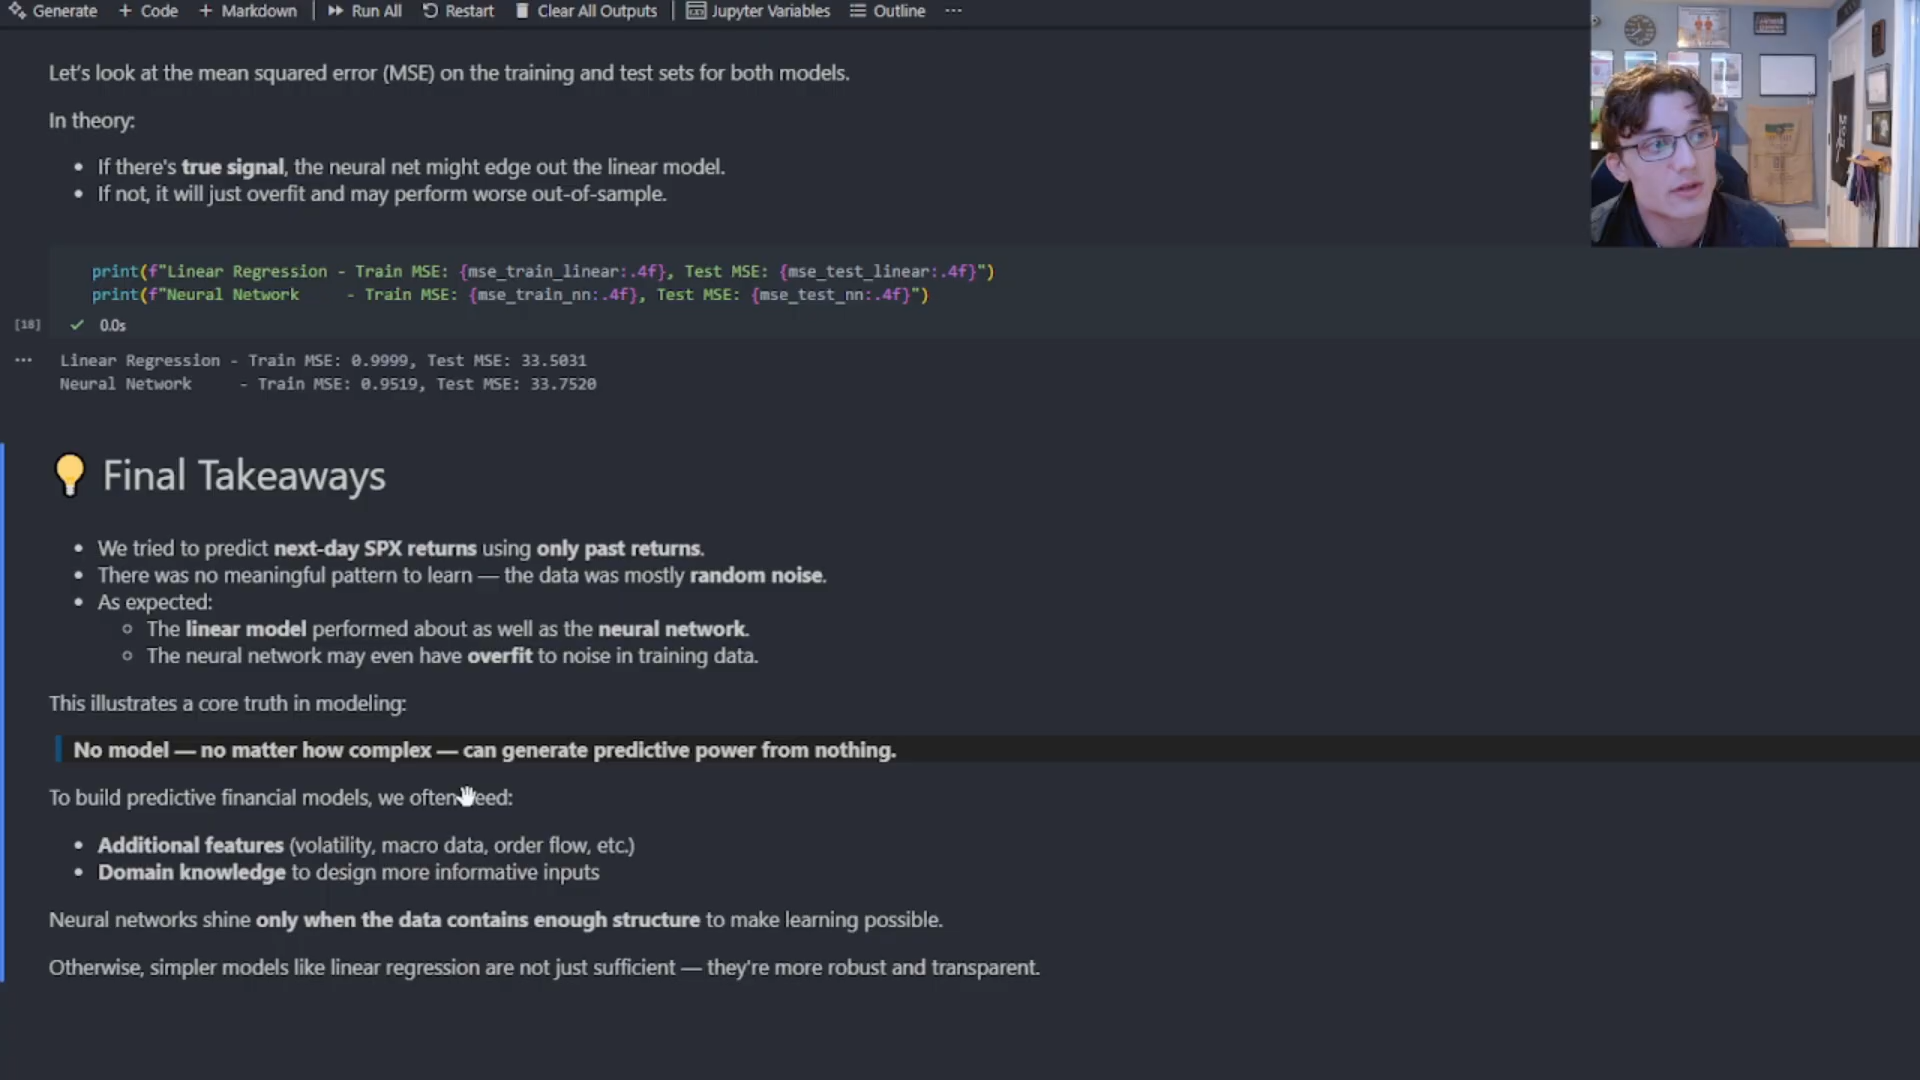 Generate + Code + Markdown Run All Restart Clear All Outputs Jupyter Variables Outline ...
Let's look at the mean squared error (MSE) on the training and test sets for both models.
In theory:
• If there's true signal, the neural net might edge out the linear model.
• If not, it will just overfit and may perform worse out-of-sample.
print(f"Linear Regression - Train MSE: {mse_train_linear:.4f}, Test MSE: {mse_test_linear:.4f}")
print(f"Neural Network     - Train MSE: {mse_train_nn:.4f}, Test MSE: {mse_test_nn:.4f}")
[18] ✓ 0.0s
... Linear Regression - Train MSE: 0.9999, Test MSE: 33.5031
Neural Network     - Train MSE: 0.9519, Test MSE: 33.7520
💡 Final Takeaways
• We tried to predict next-day SPX returns using only past returns.
• There was no meaningful pattern to learn — the data was mostly random noise.
• As expected:
○ The linear model performed about as well as the neural network.
○ The neural network may even have overfit to noise in training data.
This illustrates a core truth in modeling:
No model — no matter how complex — can generate predictive power from nothing.
To build predictive financial models, we often need:
• Additional features (volatility, macro data, order flow, etc.)
• Domain knowledge to design more informative inputs
Neural networks shine only when the data contains enough structure to make learning possible.
Otherwise, simpler models like linear regression are not just sufficient — they're more robust and transparent.